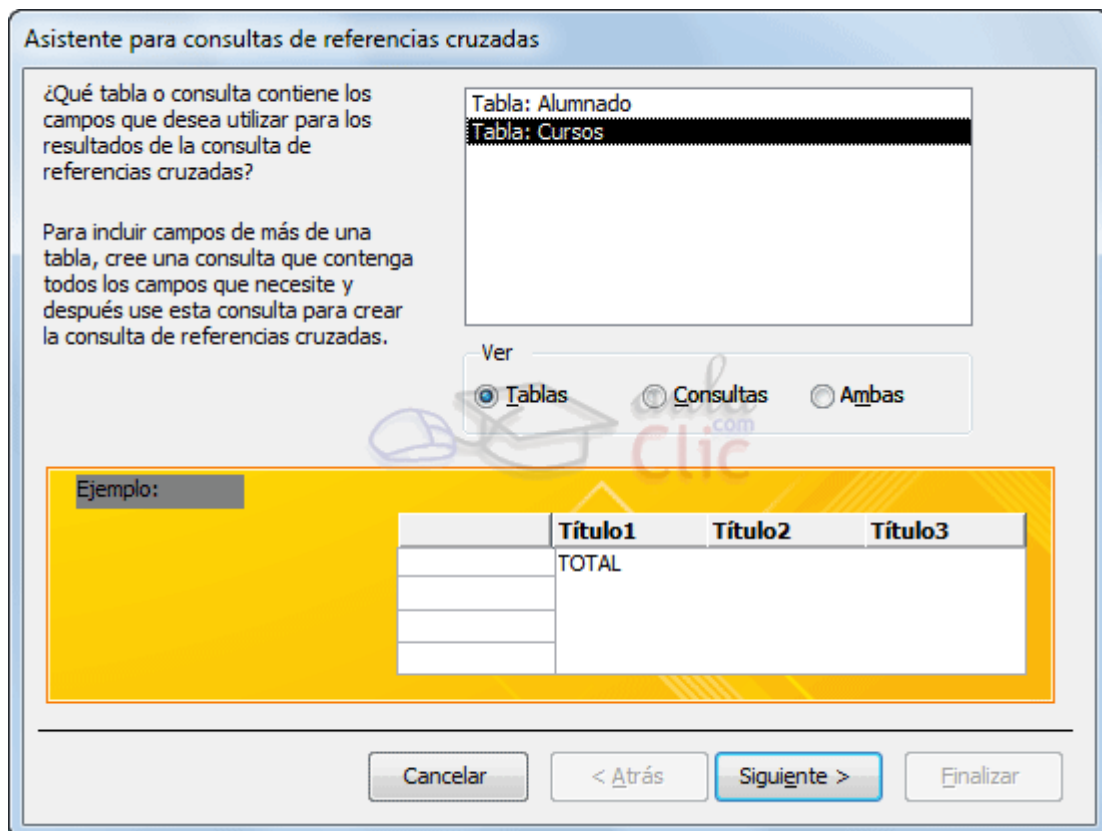 Asistente para consultas de referencias cruzadas
¿Qué tabla o consulta contiene los
campos que desea utilizar para los
resultados de la consulta de
referencias cruzadas?
Para incluir campos de más de una
tabla, cree una consulta que contenga
todos los campos que necesite y
después use esta consulta para crear
la consulta de referencias cruzadas.
Tabla: Alumnado
Tabla: Cursos
Ver
Tablas Consultas Ambas
aula
.com
Clic
Ejemplo:
Título1 Título2 Título3
TOTAL
Cancelar < Atrás Siguiente > Finalizar